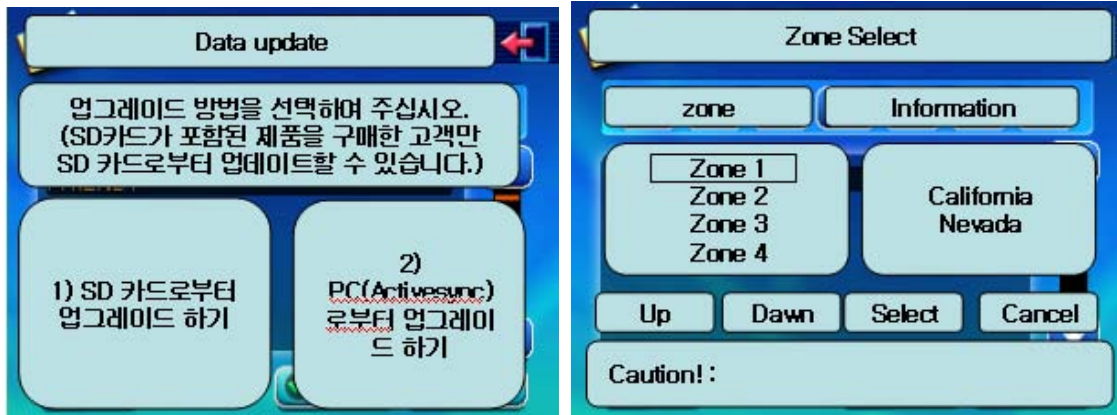 Data update
업그레이드 방법을 선택하여 주십시오.
(SD카드가 포함된 제품을 구매한 고객만
SD 카드로부터 업데이트할 수 있습니다.)
1) SD 카드로부터
업그레이드 하기
2)
PC(Activesync)
로부터 업그레이
드 하기
Zone Select
zone
Information
Zone 1
Zone 2
Zone 3
Zone 4
California
Nevada
Up
Dawn
Select
Cancel
Caution! :